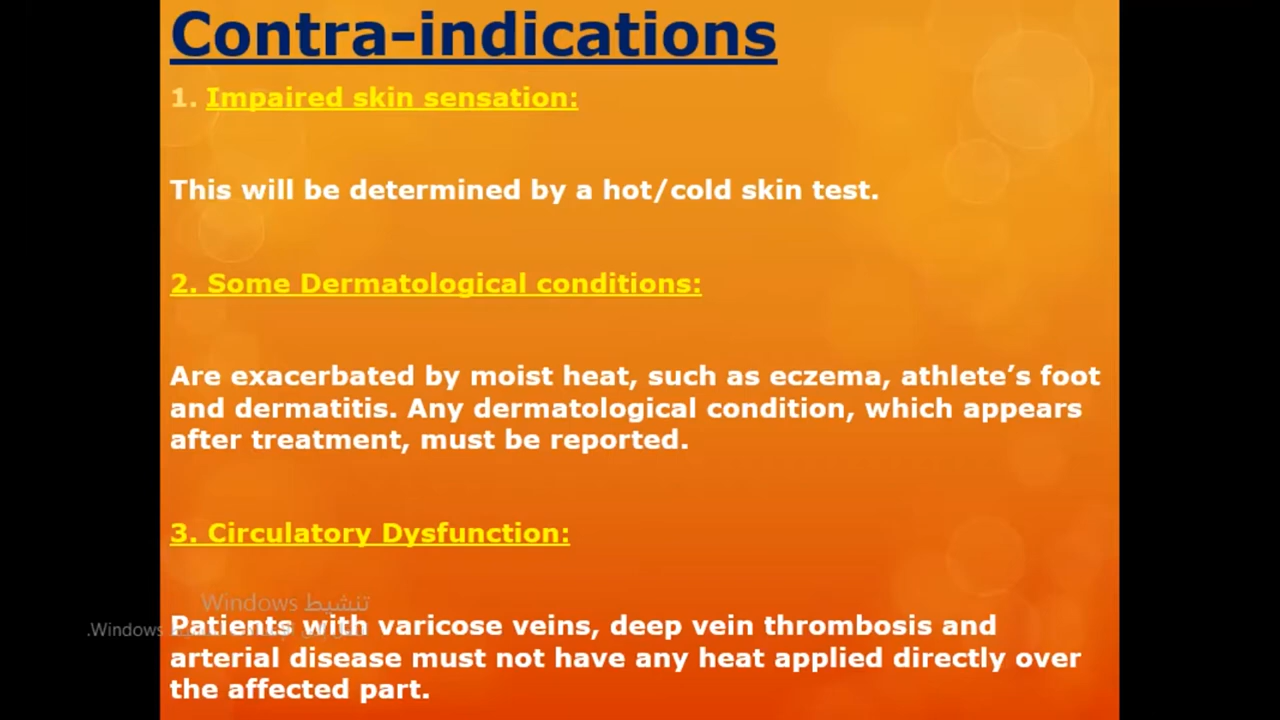 Contra-indications
1. Impaired skin sensation:
This will be determined by a hot/cold skin test.
2. Some Dermatological conditions:
Are exacerbated by moist heat, such as eczema, athlete’s foot
and dermatitis. Any dermatological condition, which appears
after treatment, must be reported.
3. Circulatory Dysfunction:
تنشيط Windows
.Windows
Patients with varicose veins, deep vein thrombosis and
arterial disease must not have any heat applied directly over
the affected part.